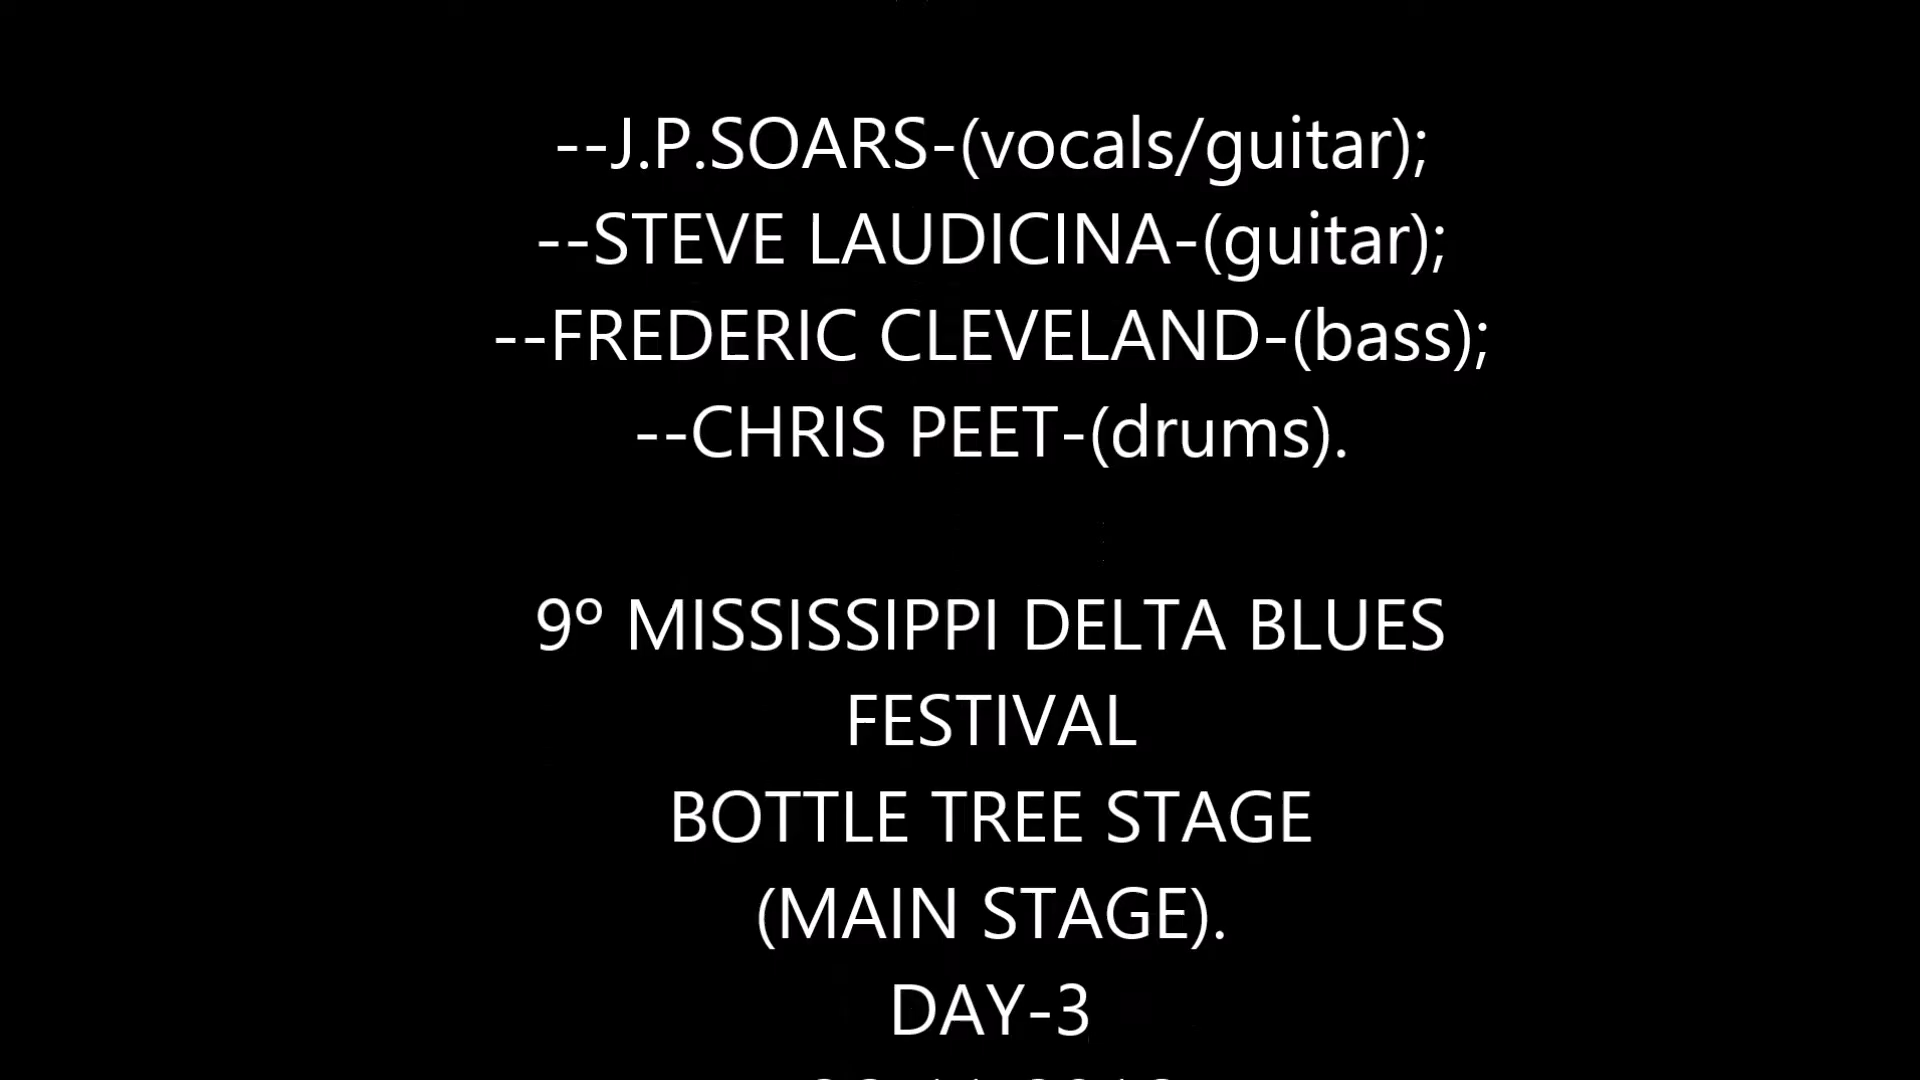 --J.P.SOARS-(vocals/guitar);
--STEVE LAUDICINA-(guitar);
--FREDERIC CLEVELAND-(bass);
--CHRIS PEET-(drums).
9º MISSISSIPPI DELTA BLUES
FESTIVAL
BOTTLE TREE STAGE
(MAIN STAGE).
DAY-3